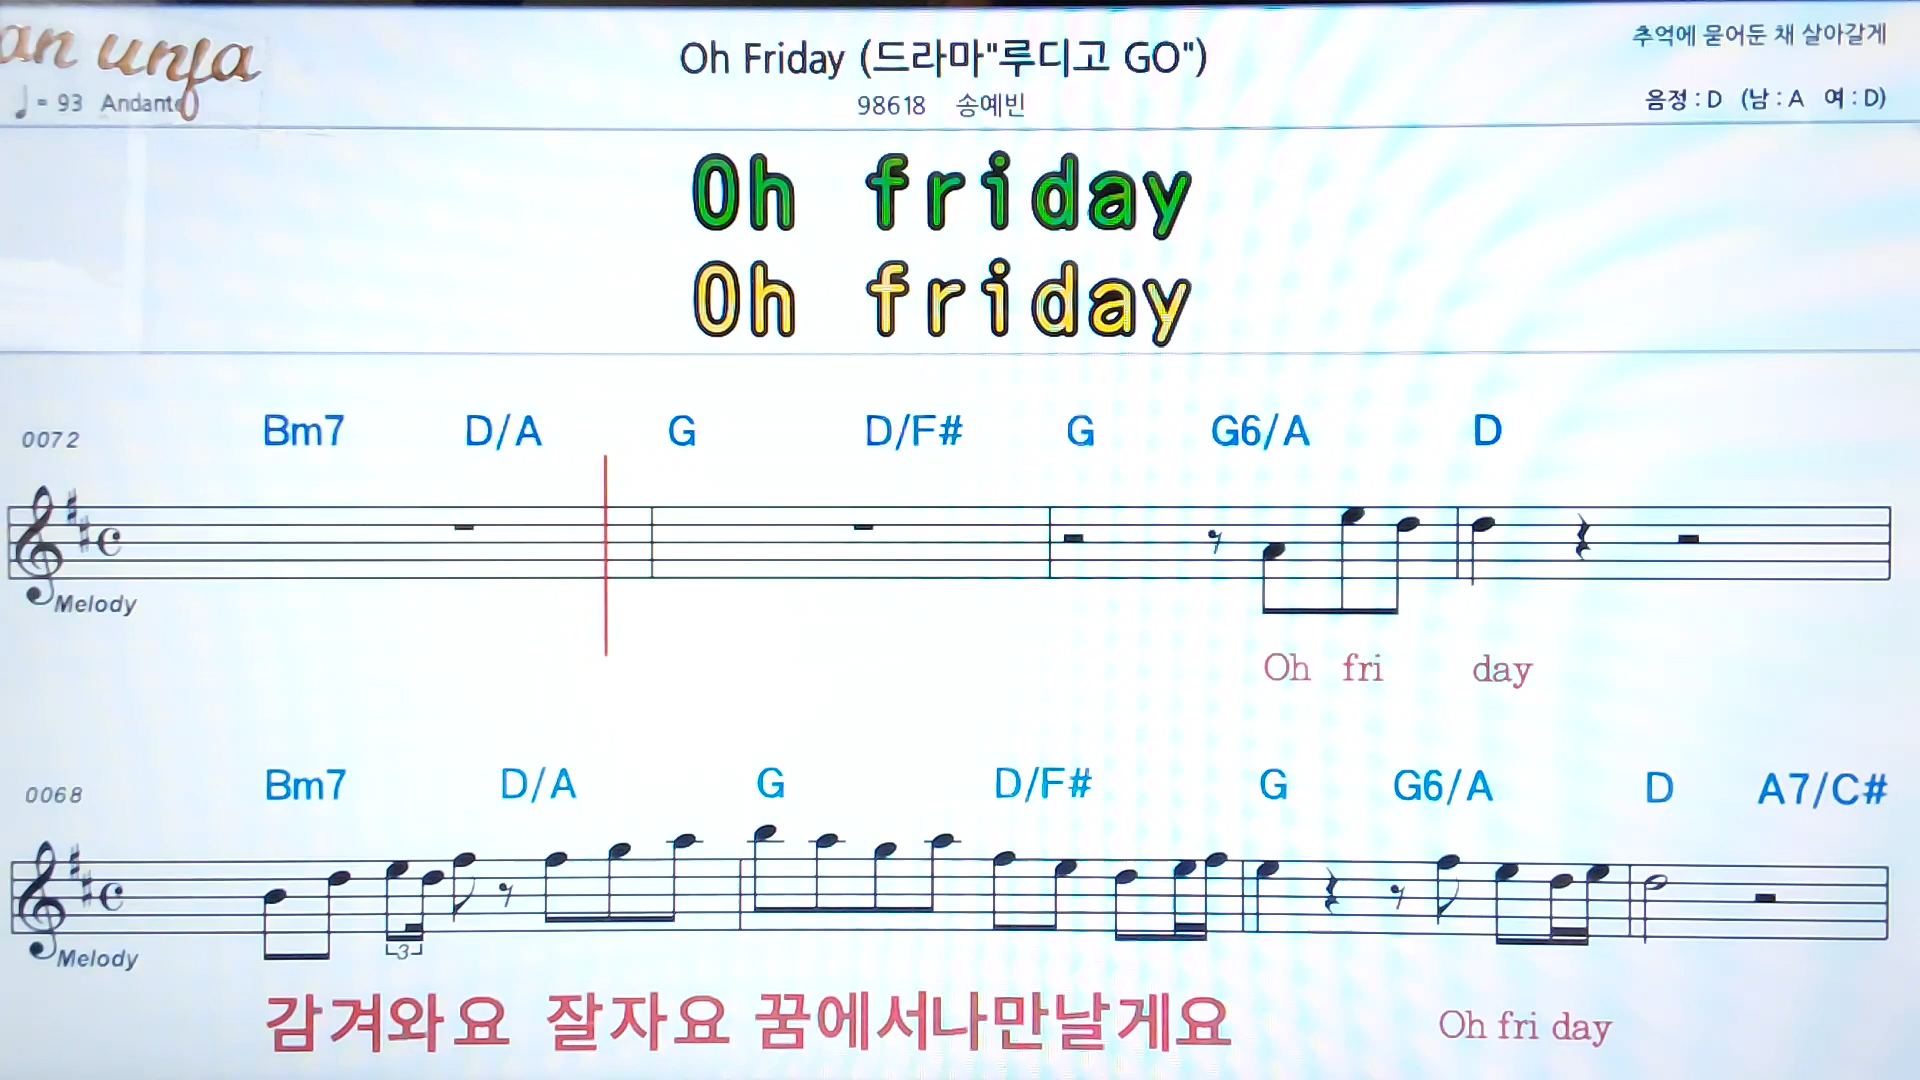 an unja
Oh Friday (드라마"루디고 GO")
추억에 묻어둔 채 살아갈게
♩= 93 Andante
98618 송예빈
음정 : D (남 : A 여 : D)
Oh friday
Oh friday
0072 Bm7 D/A G D/F# G G6/A D
Melody
Oh fri day
0068 Bm7 D/A G D/F# G G6/A D A7/C#
3
Melody
감겨와요 잘자요 꿈에서나만날게요 Oh fri day